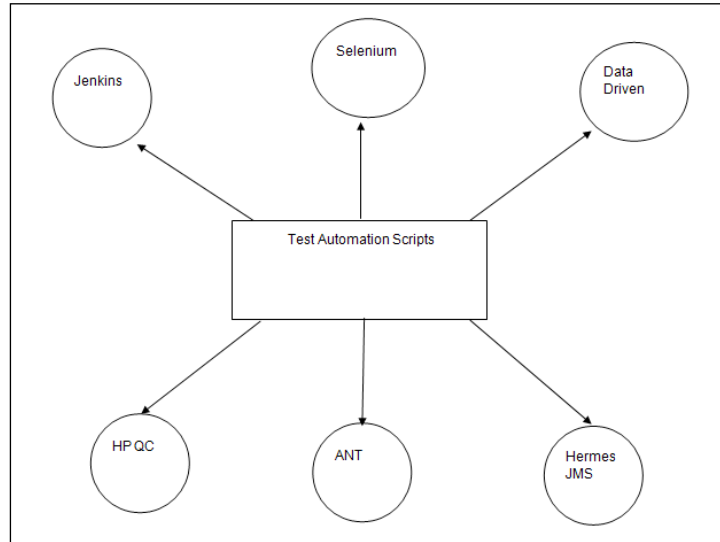 Jenkins
Selenium
Data
Driven
Test Automation Scripts
HP QC
ANT
Hermes
JMS